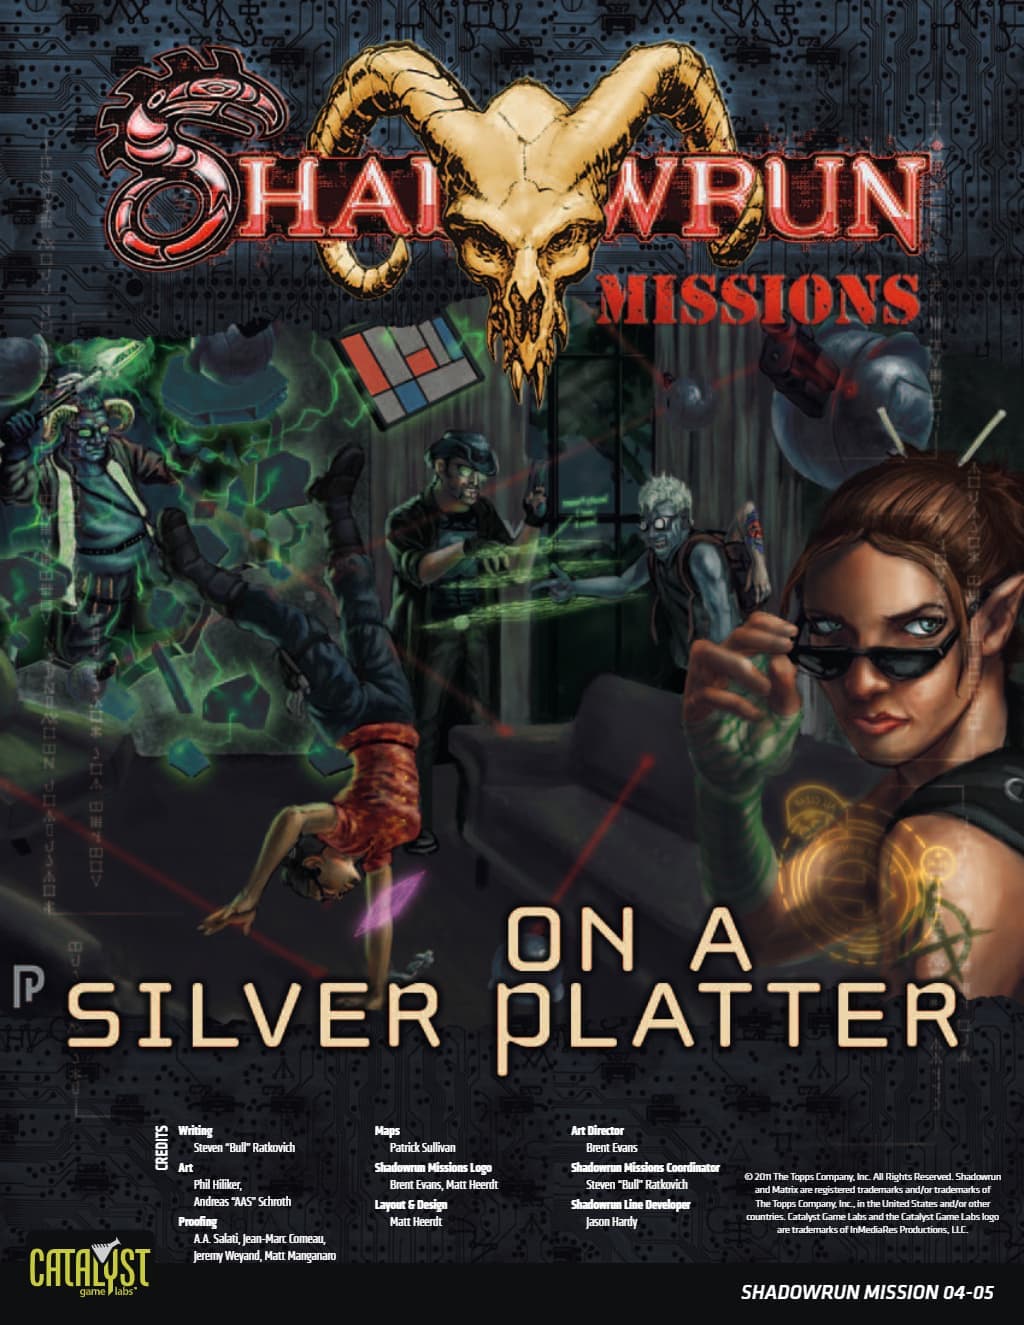 SHADOWRUN
MISSIONS
ON A
SILVER PLATTER
CREDITS
Writing
Steven "Bull" Ratkovich
Art
Phil Hiliker,
Andreas "AAS" Schroth
Proofing
A.A. Salati, Jean-Marc Comeau,
Jeremy Weyand, Matt Manganaro
Maps
Patrick Sullivan
Shadowrun Missions Logo
Brent Evans, Matt Heerdt
Layout & Design
Matt Heerdt
Art Director
Brent Evans
Shadowrun Missions Coordinator
Steven "Bull" Ratkovich
Shadowrun Line Developer
Jason Hardy
© 2011 The Topps Company, Inc. All Rights Reserved. Shadowrun
and Matrix are registered trademarks and/or trademarks of
The Topps Company, Inc., in the United States and/or other
countries. Catalyst Game Labs and the Catalyst Game Labs logo
are trademarks of InMediaRes Productions, LLC.
CATALYST
game labs
SHADOWRUN MISSION 04-05